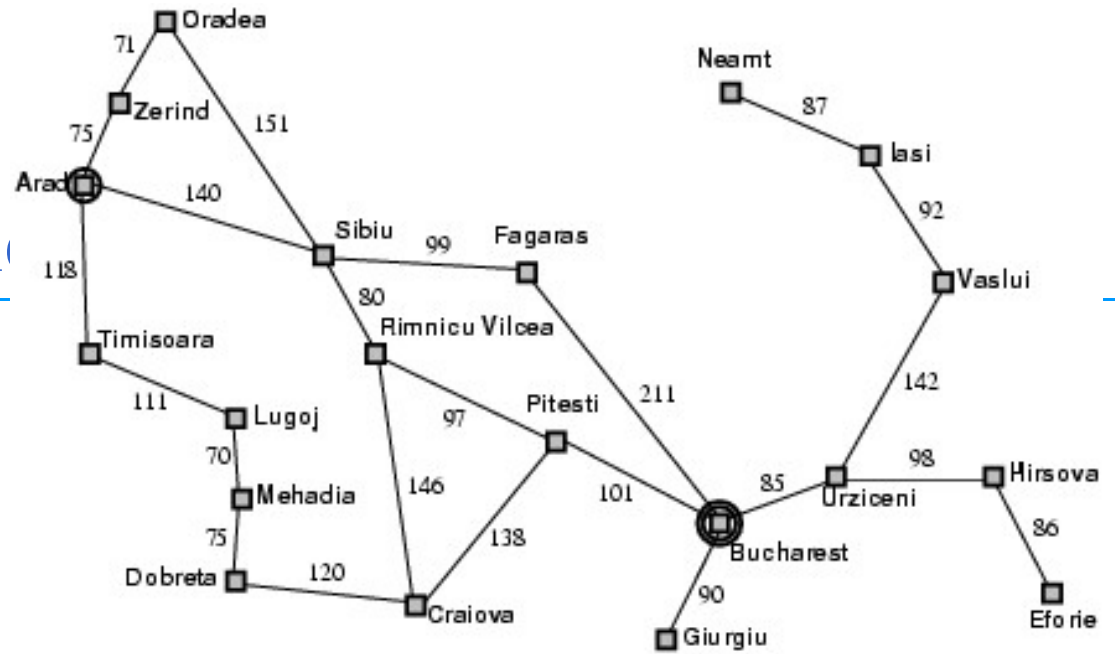 Oradea
71
Neamt
87
Zerind
75
151
Iasi
Arad
140
92
Sibiu
99
Fagaras
118
80
Vaslui
Rimnicu Vilcea
Timisoara
142
111
211
Lugoj
97
Pitesti
70
98
Hirsova
146
85
Mehadia
101
Urziceni
75
138
86
Bucharest
Dobreta
120
90
Craiova
Eforie
Giurgiu